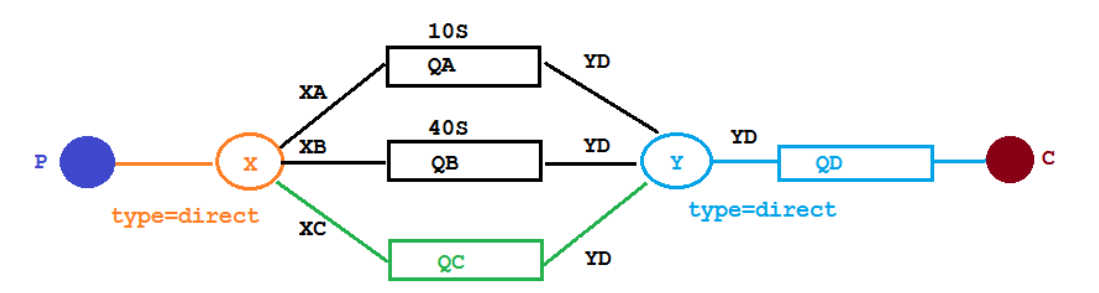 10S
QA
YD
XA
40S
YD
XB
YD
P
X
QB
Y
QD
C
type=direct
type=direct
XC
QC
YD